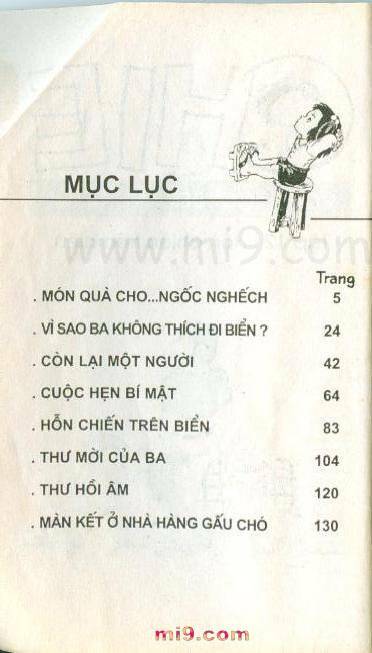 MỤC LỤC
www.mi9.com
Trang
. MÓN QUÀ CHO...NGỐC NGHẾCH 5
. VÌ SAO BA KHÔNG THÍCH ĐI BIỂN ? 24
. CÒN LẠI MỘT NGƯỜI 42
. CUỘC HẸN BÍ MẬT 64
. HỖN CHIẾN TRÊN BIỂN 83
. THƯ MỜI CỦA BA 104
. THƯ HỒI ÂM 120
. MÀN KẾT Ở NHÀ HÀNG GẤU CHÓ 130
mi9.com